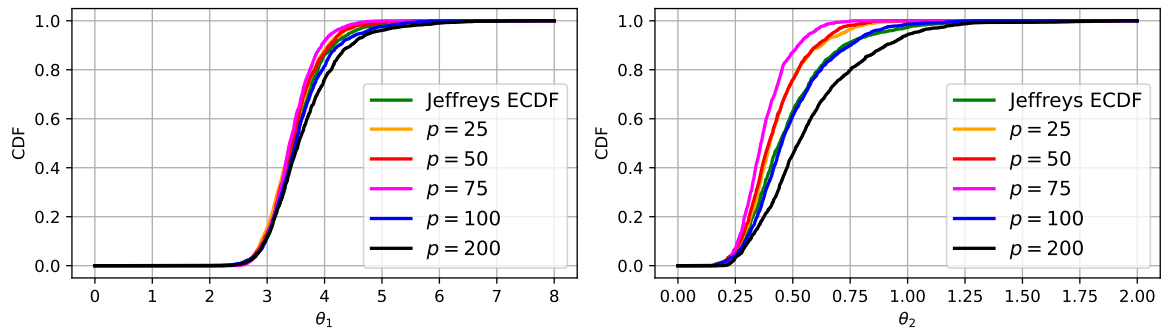 CDF
1.0
0.8
0.6
0.4
0.2
0.0
0 1 2 3 4 5 6 7 8
θ1
Jeffreys ECDF
p = 25
p = 50
p = 75
p = 100
p = 200
CDF
1.0
0.8
0.6
0.4
0.2
0.0
0.00 0.25 0.50 0.75 1.00 1.25 1.50 1.75 2.00
θ2
Jeffreys ECDF
p = 25
p = 50
p = 75
p = 100
p = 200